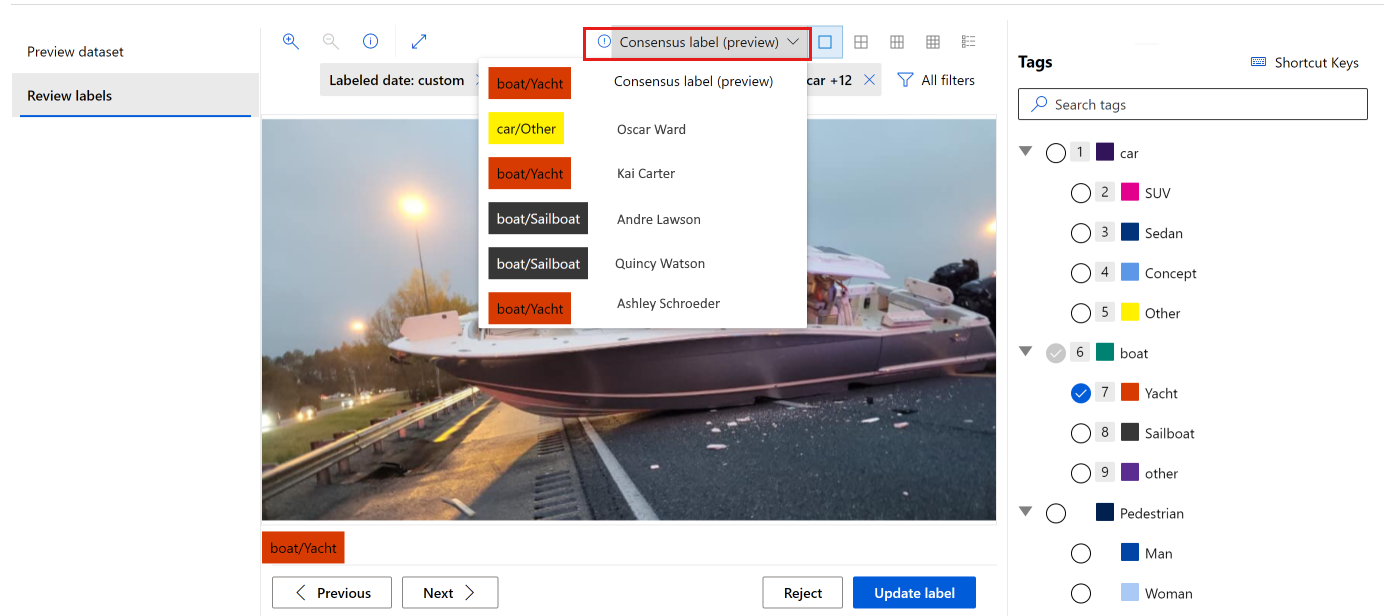 Preview dataset
Review labels
Consensus label (preview)
Labeled date: custom
car +12
All filters
boat/Yacht Consensus label (preview)
car/Other Oscar Ward
boat/Yacht Kai Carter
boat/Sailboat Andre Lawson
boat/Sailboat Quincy Watson
boat/Yacht Ashley Schroeder
boat/Yacht
Previous
Next
Reject
Update label
Tags
Shortcut Keys
Search tags
1 car
2 SUV
3 Sedan
4 Concept
5 Other
6 boat
7 Yacht
8 Sailboat
9 other
Pedestrian
Man
Woman